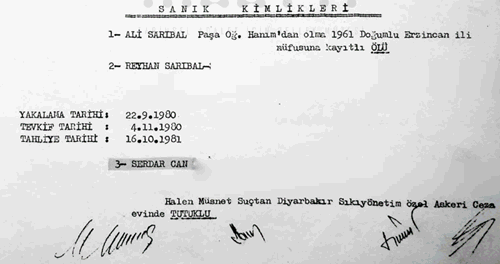 SANIK KİMLİKLERİ
1- ALİ SARIBAL Paşa Oğ. Hanım'dan olma 1961 Doğumlu Erzincan ili
nüfusuna kayıtlı ÖLÜ
2- REYHAN SARIBAL
YAKALANA TARİHİ: 22.9.1980
TEVKİF TARİHİ : 4.11.1980
TAHLİYE TARİHİ : 16.10.1981
3- SERDAR CAN
Halen Müsnet Suçtan Diyarbakır Sıkıyönetim özel Askeri Ceza
evinde TUTUKLU